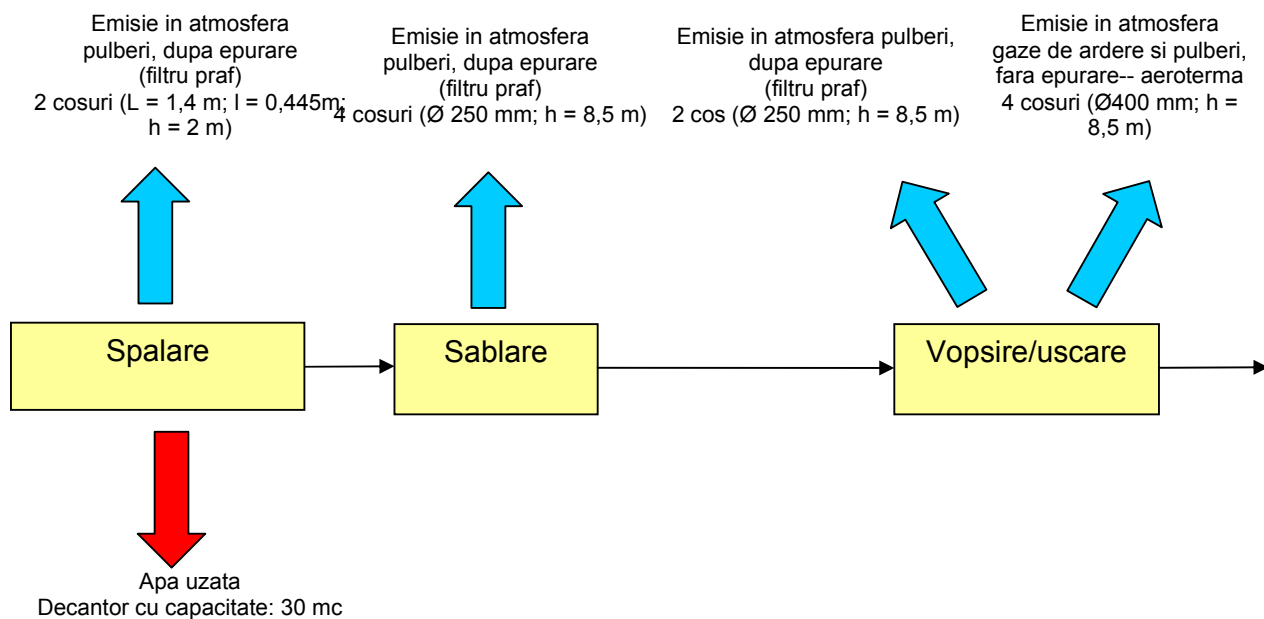 Emisie in atmosfera
pulberi, dupa epurare
(filtru praf)
2 cosuri (L = 1,4 m; l = 0,445m;
h = 2 m)
Emisie in atmosfera
pulberi, dupa epurare
(filtru praf)
4 cosuri (Ø 250 mm; h = 8,5 m)
Emisie in atmosfera pulberi,
dupa epurare
(filtru praf)
2 cos (Ø 250 mm; h = 8,5 m)
Emisie in atmosfera
gaze de ardere si pulberi,
fara epurare-- aeroterma
4 cosuri (Ø400 mm; h =
8,5 m)
Spalare
Sablare
Vopsire/uscare
Apa uzata
Decantor cu capacitate: 30 mc